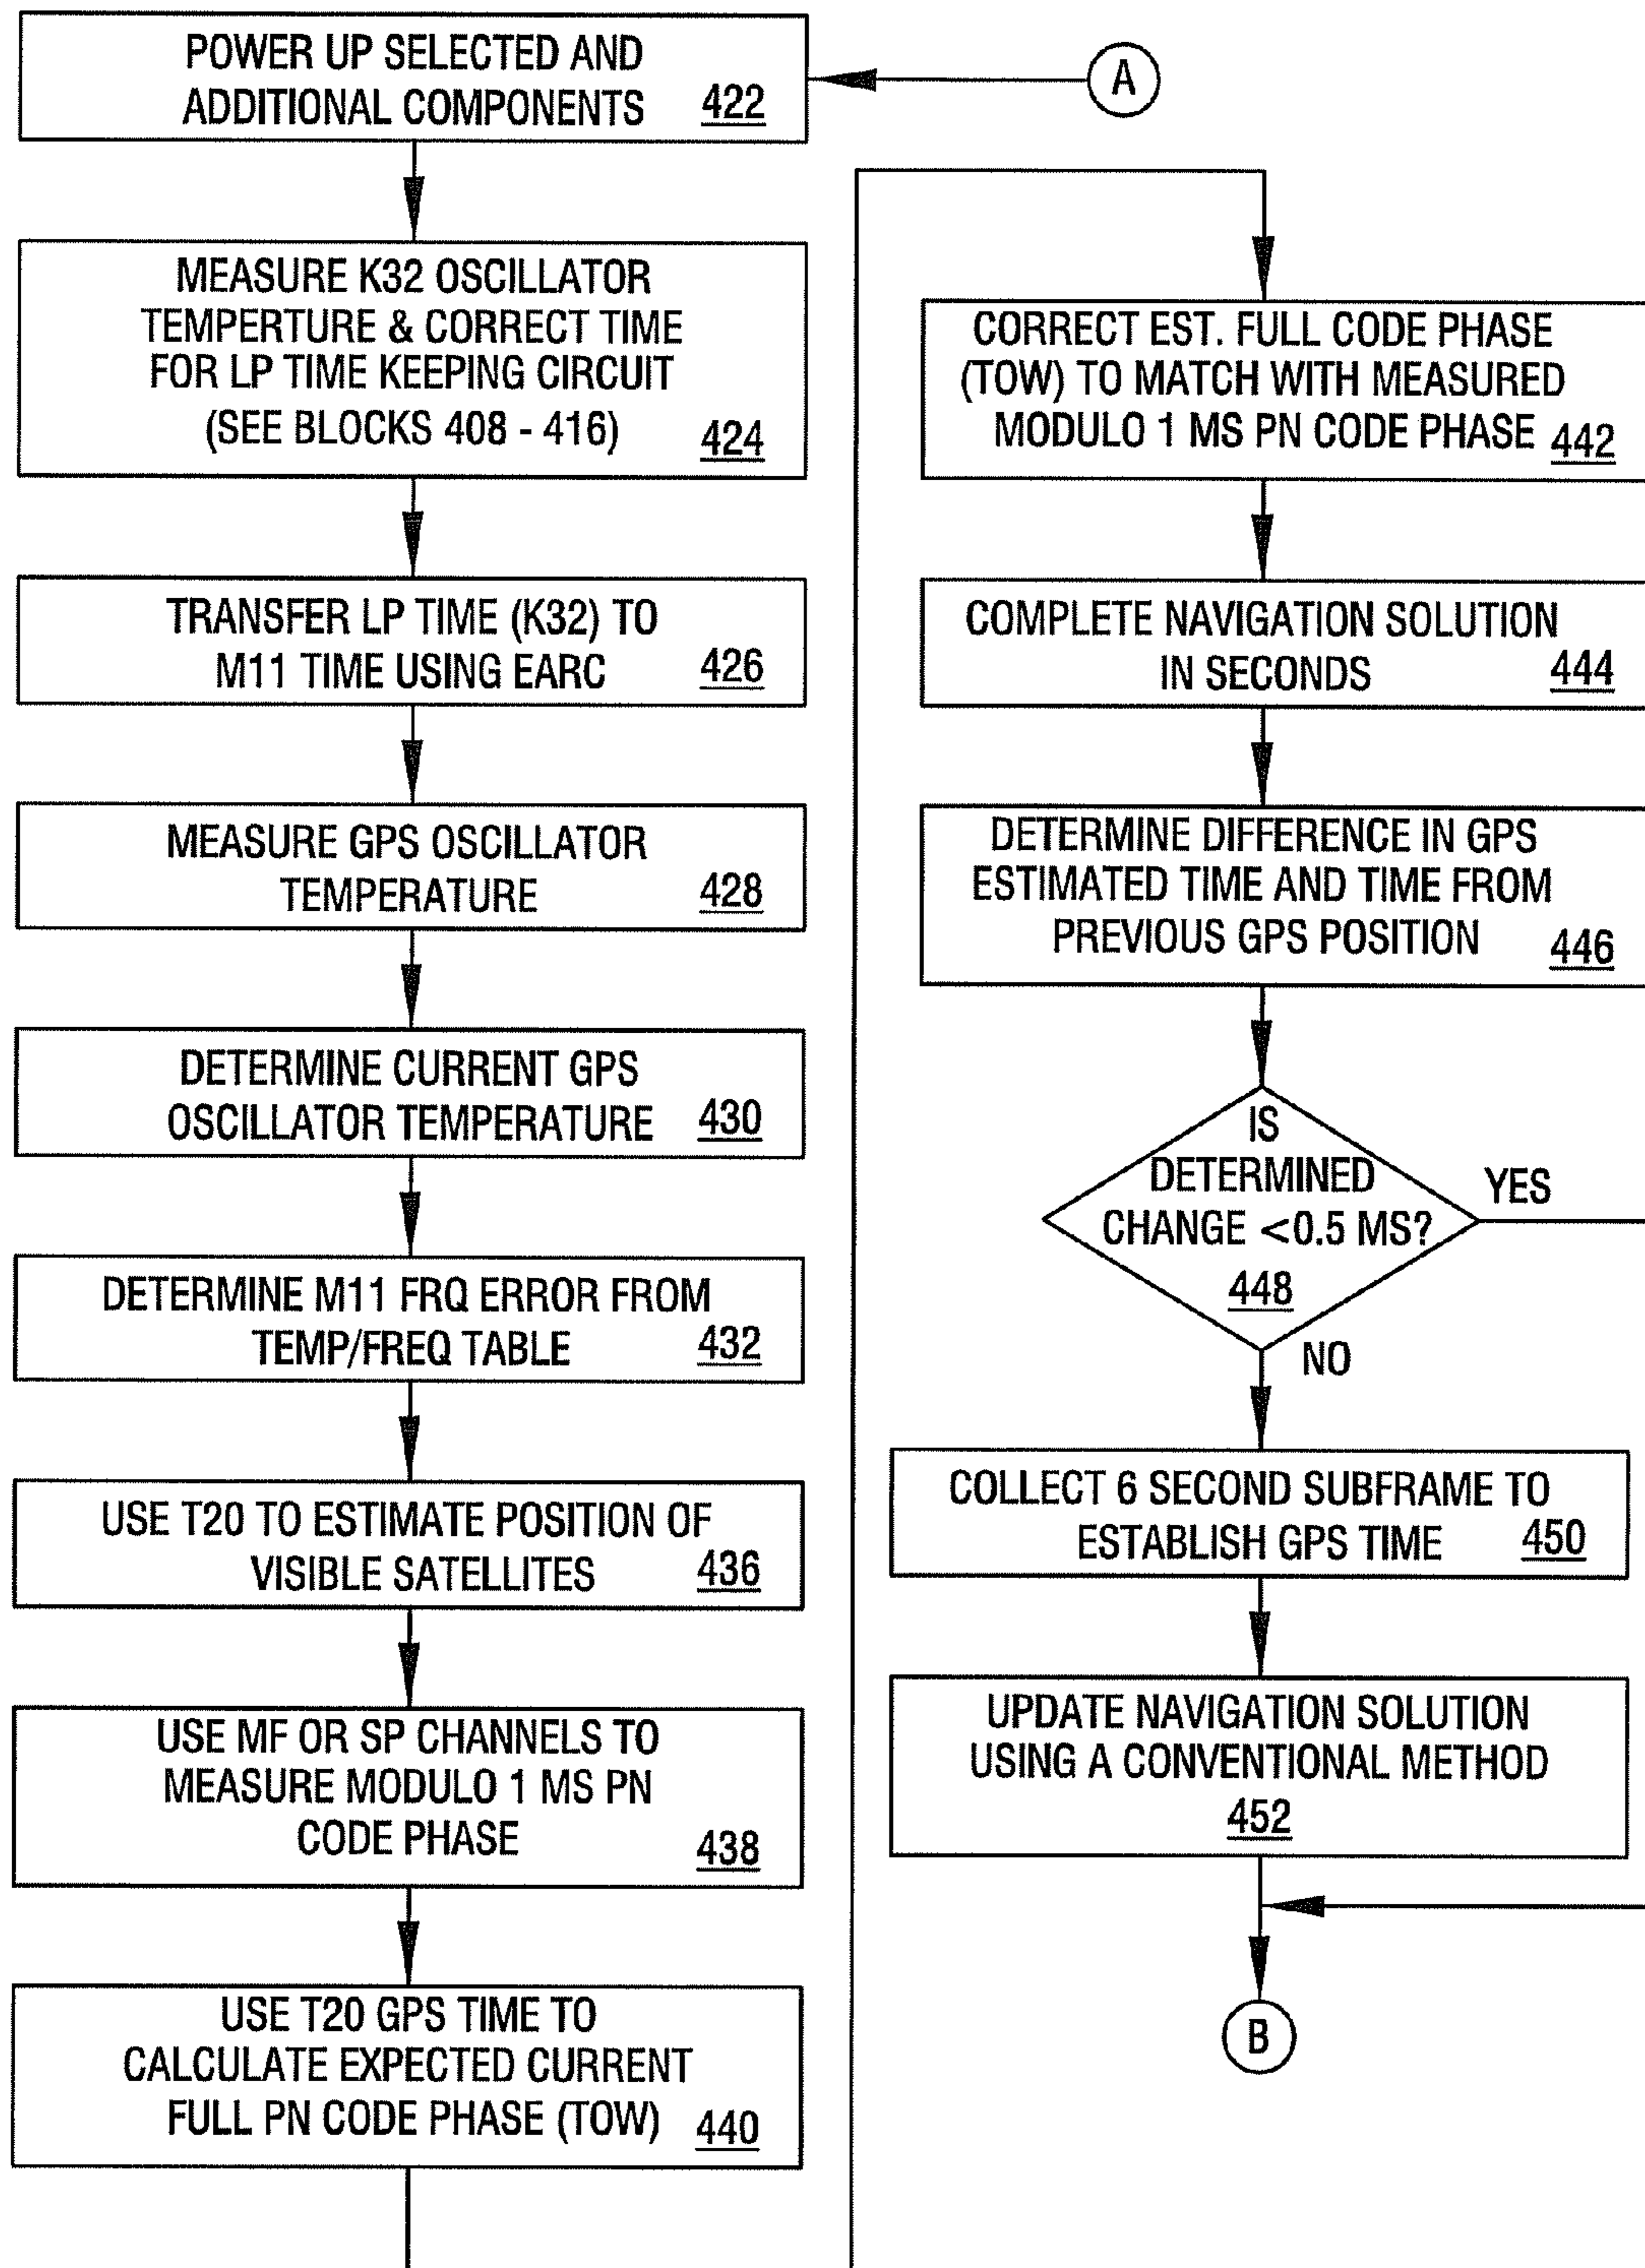 POWER UP SELECTED AND
ADDITIONAL COMPONENTS 422
A
MEASURE K32 OSCILLATOR
TEMPERTURE & CORRECT TIME
FOR LP TIME KEEPING CIRCUIT
(SEE BLOCKS 408 - 416) 424
TRANSFER LP TIME (K32) TO
M11 TIME USING EARC 426
MEASURE GPS OSCILLATOR
TEMPERATURE 428
DETERMINE CURRENT GPS
OSCILLATOR TEMPERATURE 430
DETERMINE M11 FRQ ERROR FROM
TEMP/FREQ TABLE 432
USE T20 TO ESTIMATE POSITION OF
VISIBLE SATELLITES 436
USE MF OR SP CHANNELS TO
MEASURE MODULO 1 MS PN
CODE PHASE 438
USE T20 GPS TIME TO
CALCULATE EXPECTED CURRENT
FULL PN CODE PHASE (TOW) 440
CORRECT EST. FULL CODE PHASE
(TOW) TO MATCH WITH MEASURED
MODULO 1 MS PN CODE PHASE 442
COMPLETE NAVIGATION SOLUTION
IN SECONDS 444
DETERMINE DIFFERENCE IN GPS
ESTIMATED TIME AND TIME FROM
PREVIOUS GPS POSITION 446
IS
DETERMINED
CHANGE <0.5 MS?
448
YES
NO
COLLECT 6 SECOND SUBFRAME TO
ESTABLISH GPS TIME 450
UPDATE NAVIGATION SOLUTION
USING A CONVENTIONAL METHOD
452
B